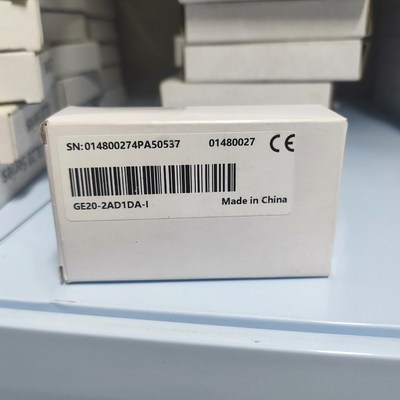 SN:014800274PA50537 01480027 CE
GE20-2AD1DA-I Made in China